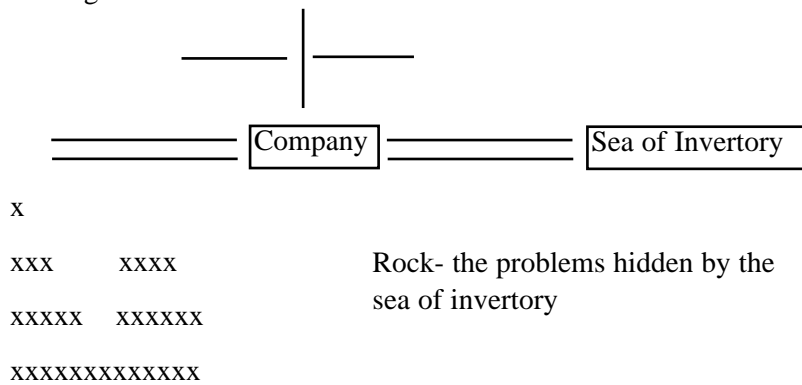 Company
Sea of Invertory
x
xxx xxxx
Rock- the problems hidden by the
sea of invertory
xxxxx xxxxxx
xxxxxxxxxxxxx